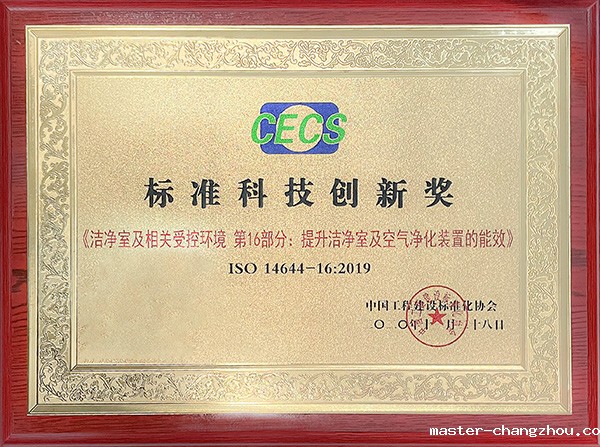 CECS
标准科技创新奖
《洁净室及相关受控环境 第16部分：提升洁净室及空气净化装置的能效》
ISO 14644-16:2019
中国工程建设标准化协会
master-changzhou.co